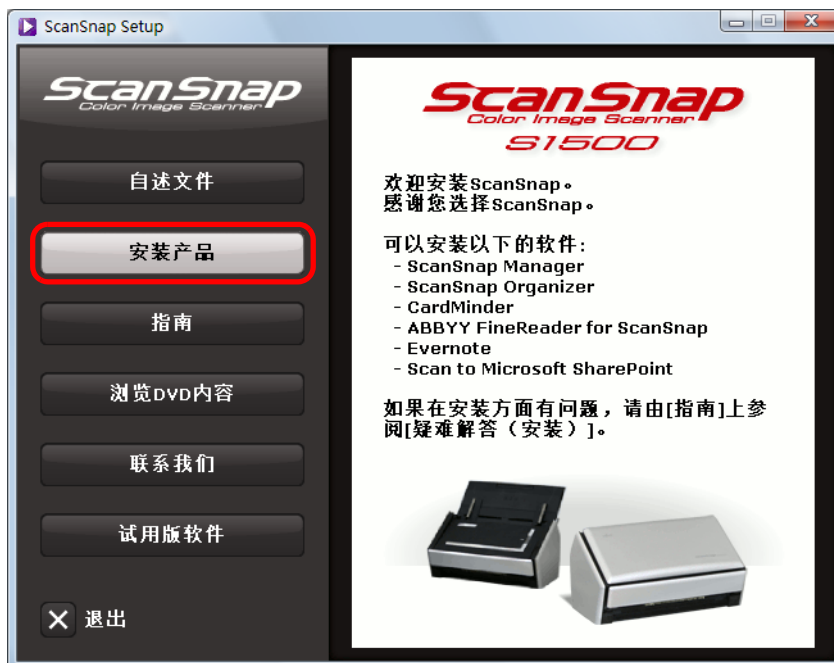 ScanSnap Setup
ScanSnap
Color Image Scanner
自述文件
安装产品
指南
浏览DVD内容
联系我们
试用版软件
退出
ScanSnap
Color Image Scanner
S1500
欢迎安装ScanSnap。
感谢您选择ScanSnap。
可以安装以下的软件:
- ScanSnap Manager
- ScanSnap Organizer
- CardMinder
- ABBYY FineReader for ScanSnap
- Evernote
- Scan to Microsoft SharePoint
如果在安装方面有问题，请由[指南]上参
阅[疑难解答（安装）]。